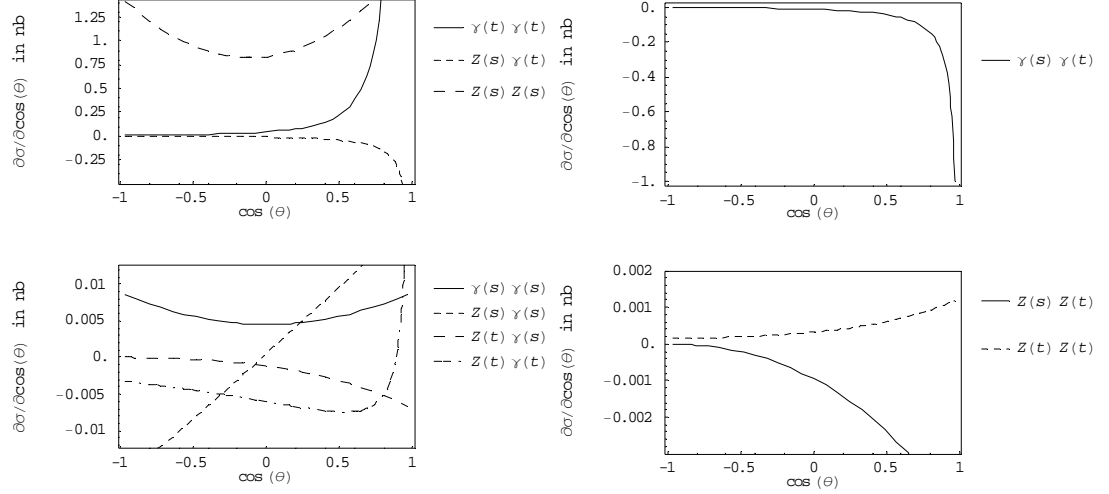 ∂σ/∂cos(θ) in nb
1.25
1.
0.75
0.5
0.25
0.
-0.25
-1 -0.5 0 0.5 1
cos (θ)
γ(t) γ(t)
Z(s) γ(t)
Z(s) Z(s)
∂σ/∂cos(θ) in nb
0.
-0.2
-0.4
-0.6
-0.8
-1.
-1 -0.5 0 0.5 1
cos (θ)
γ(s) γ(t)
∂σ/∂cos(θ) in nb
0.01
0.005
0.
-0.005
-0.01
-1 -0.5 0 0.5 1
cos (θ)
γ(s) γ(s)
Z(s) γ(s)
Z(t) γ(s)
Z(t) γ(t)
∂σ/∂cos(θ) in nb
0.002
0.001
0.
-0.001
-0.002
-1 -0.5 0 0.5 1
cos (θ)
Z(s) Z(t)
Z(t) Z(t)